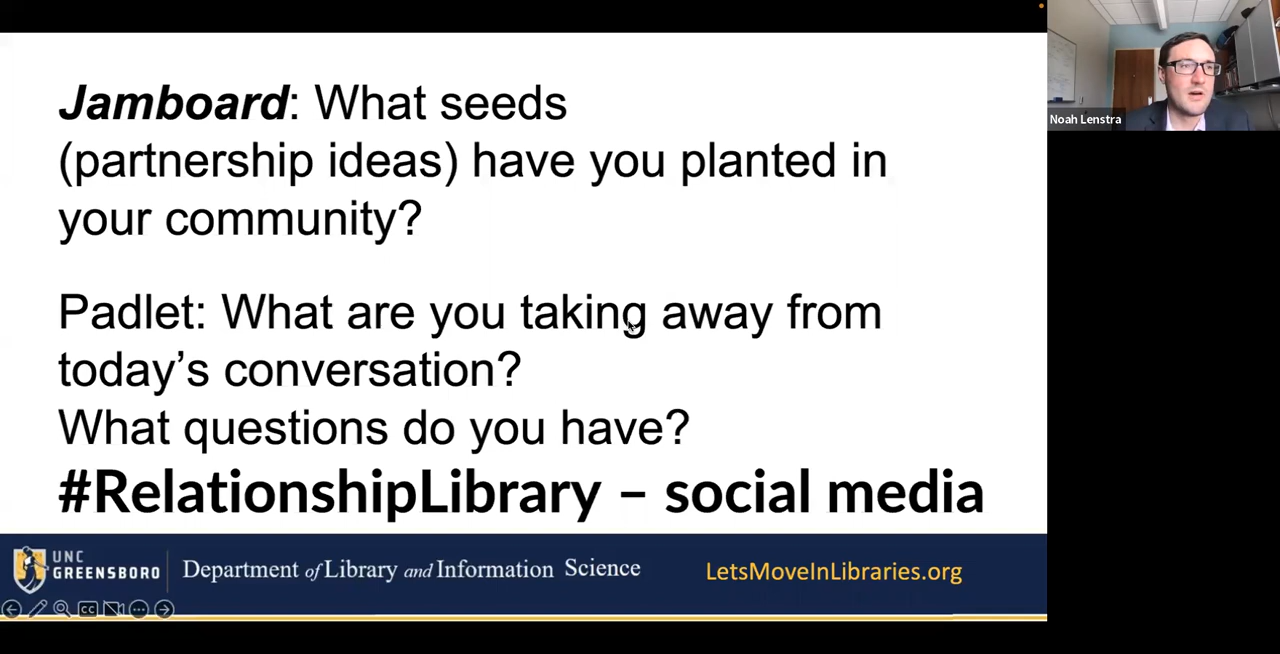 Jamboard: What seeds
(partnership ideas) have you planted in
your community?
Padlet: What are you taking away from
today's conversation?
What questions do you have?
#RelationshipLibrary – social media
UNC
GREENSBORO
Department of Library and Information Science
LetsMoveInLibraries.org
CC
Noah Lenstra